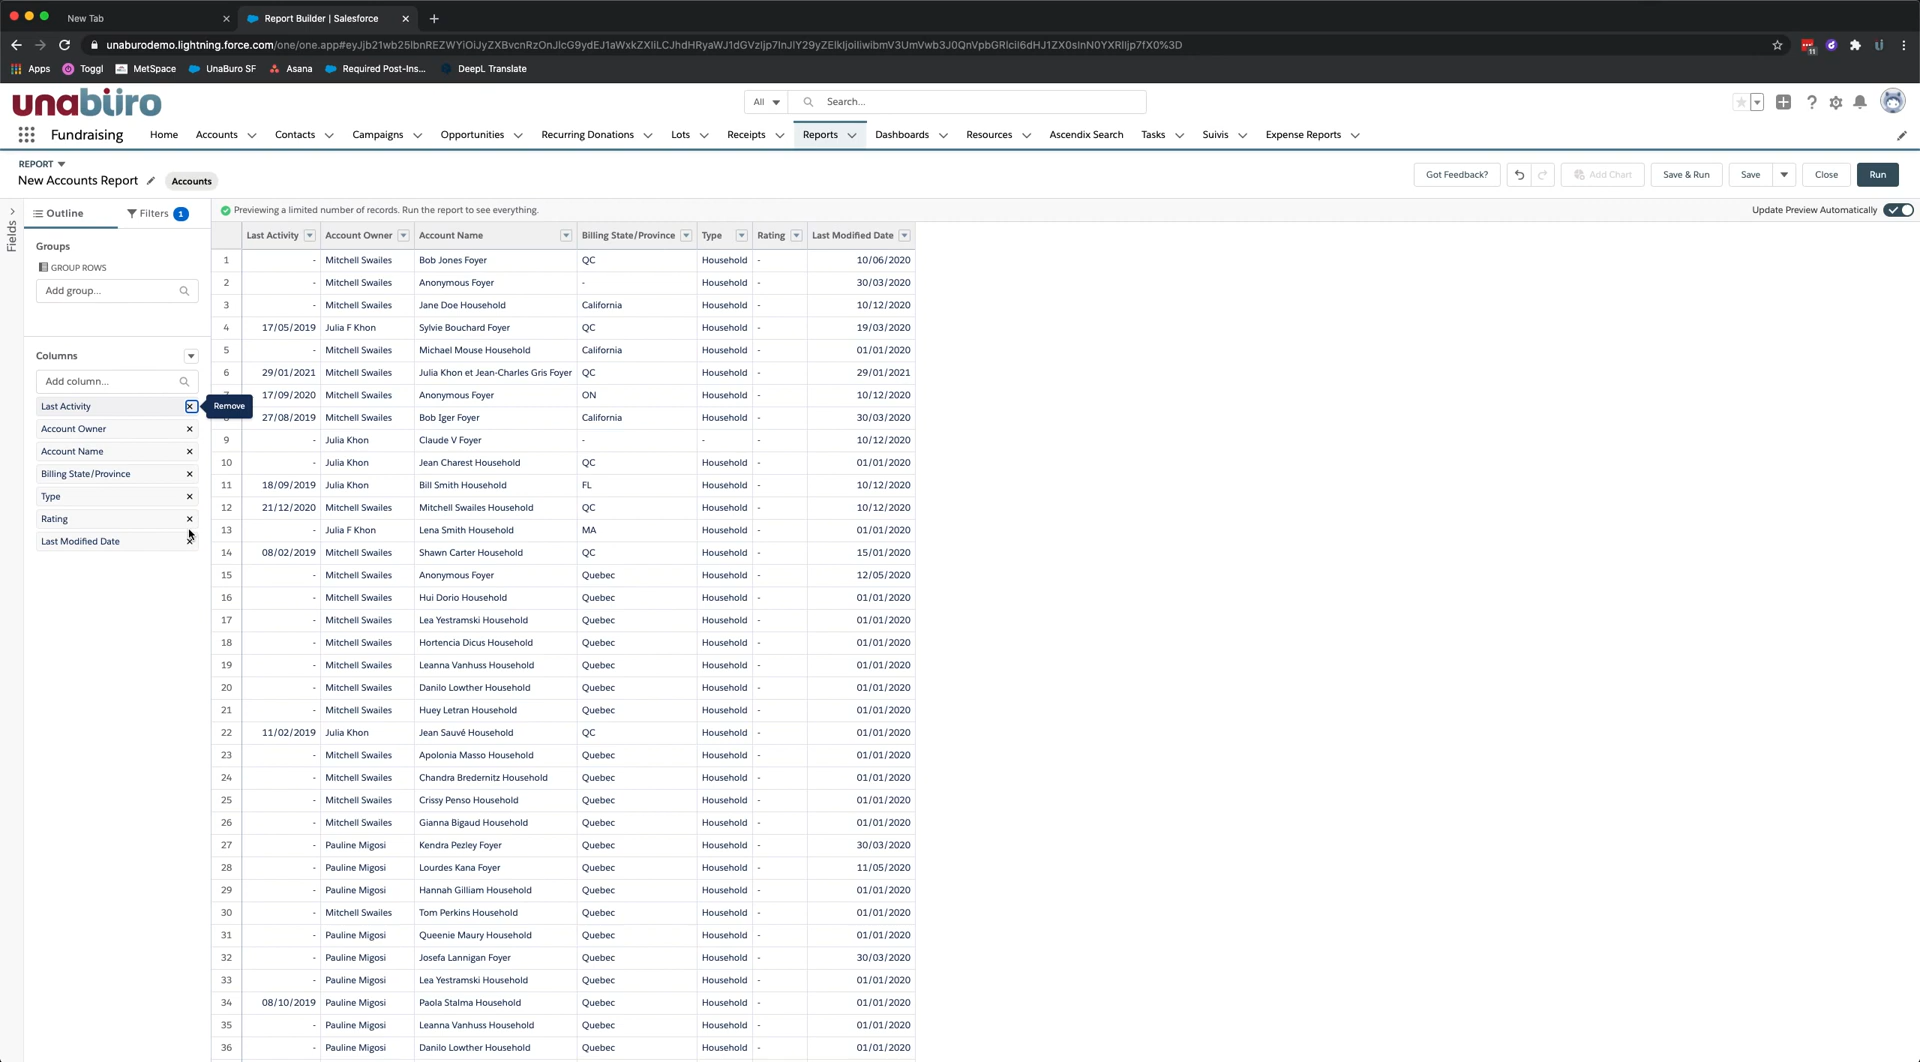 New Tab
Report Builder | Salesforce
unaburodemo.lightning.force.com
Apps Toggl MetSpace UnaBuro SF Asana Required Post-Ins... DeepL Translate
11
unabüro
All Search...
Fundraising Home Accounts Contacts Campaigns Opportunities Recurring Donations Lots Receipts Reports Dashboards Resources Ascendix Search Tasks Suivis Expense Reports
REPORT
New Accounts Report Accounts
Got Feedback? Add Chart Save & Run Save Close Run
Fields
Outline Filters 1
Previewing a limited number of records. Run the report to see everything. Update Preview Automatically
Groups
GROUP ROWS
Add group...
Columns
Add column...
Last Activity
Remove
Account Owner
Account Name
Billing State/Province
Type
Rating
Last Modified Date
Last Activity Account Owner Account Name Billing State/Province Type Rating Last Modified Date
1 - Mitchell Swailes Bob Jones Foyer QC Household - 10/06/2020
2 - Mitchell Swailes Anonymous Foyer - Household - 30/03/2020
3 - Mitchell Swailes Jane Doe Household California Household - 10/12/2020
4 17/05/2019 Julia F Khon Sylvie Bouchard Foyer QC Household - 19/03/2020
5 - Mitchell Swailes Michael Mouse Household California Household - 01/01/2020
6 29/01/2021 Mitchell Swailes Julia Khon et Jean-Charles Gris Foyer QC Household - 29/01/2021
7 17/09/2020 Mitchell Swailes Anonymous Foyer ON Household - 10/12/2020
8 27/08/2019 Mitchell Swailes Bob Iger Foyer California Household - 30/03/2020
9 - Julia Khon Claude V Foyer - - - 10/12/2020
10 - Julia Khon Jean Charest Household QC Household - 01/01/2020
11 18/09/2019 Julia Khon Bill Smith Household FL Household - 10/12/2020
12 21/12/2020 Mitchell Swailes Mitchell Swailes Household QC Household - 10/12/2020
13 - Julia F Khon Lena Smith Household MA Household - 01/01/2020
14 08/02/2019 Mitchell Swailes Shawn Carter Household QC Household - 15/01/2020
15 - Mitchell Swailes Anonymous Foyer Quebec Household - 12/05/2020
16 - Mitchell Swailes Hui Dorio Household Quebec Household - 01/01/2020
17 - Mitchell Swailes Lea Yestramski Household Quebec Household - 01/01/2020
18 - Mitchell Swailes Hortencia Dicus Household Quebec Household - 01/01/2020
19 - Mitchell Swailes Leanna Vanhuss Household Quebec Household - 01/01/2020
20 - Mitchell Swailes Danilo Lowther Household Quebec Household - 01/01/2020
21 - Mitchell Swailes Huey Letran Household Quebec Household - 01/01/2020
22 11/02/2019 Julia Khon Jean Sauvé Household QC Household - 01/01/2020
23 - Mitchell Swailes Apolonia Masso Household Quebec Household - 01/01/2020
24 - Mitchell Swailes Chandra Bredernitz Household Quebec Household - 01/01/2020
25 - Mitchell Swailes Crissy Penso Household Quebec Household - 01/01/2020
26 - Mitchell Swailes Gianna Bigaud Household Quebec Household - 01/01/2020
27 - Pauline Migosi Kendra Pezley Foyer Quebec Household - 30/03/2020
28 - Pauline Migosi Lourdes Kana Foyer Quebec Household - 11/05/2020
29 - Pauline Migosi Hannah Gilliam Household Quebec Household - 01/01/2020
30 - Mitchell Swailes Tom Perkins Household Quebec Household - 01/01/2020
31 - Pauline Migosi Queenie Maury Household Quebec Household - 01/01/2020
32 - Pauline Migosi Josefa Lannigan Foyer Quebec Household - 30/03/2020
33 - Pauline Migosi Lea Yestramski Household Quebec Household - 01/01/2020
34 08/10/2019 Pauline Migosi Paola Stalma Household Quebec Household - 01/01/2020
35 - Pauline Migosi Leanna Vanhuss Household Quebec Household - 01/01/2020
36 - Pauline Migosi Danilo Lowther Household Quebec Household - 01/01/2020